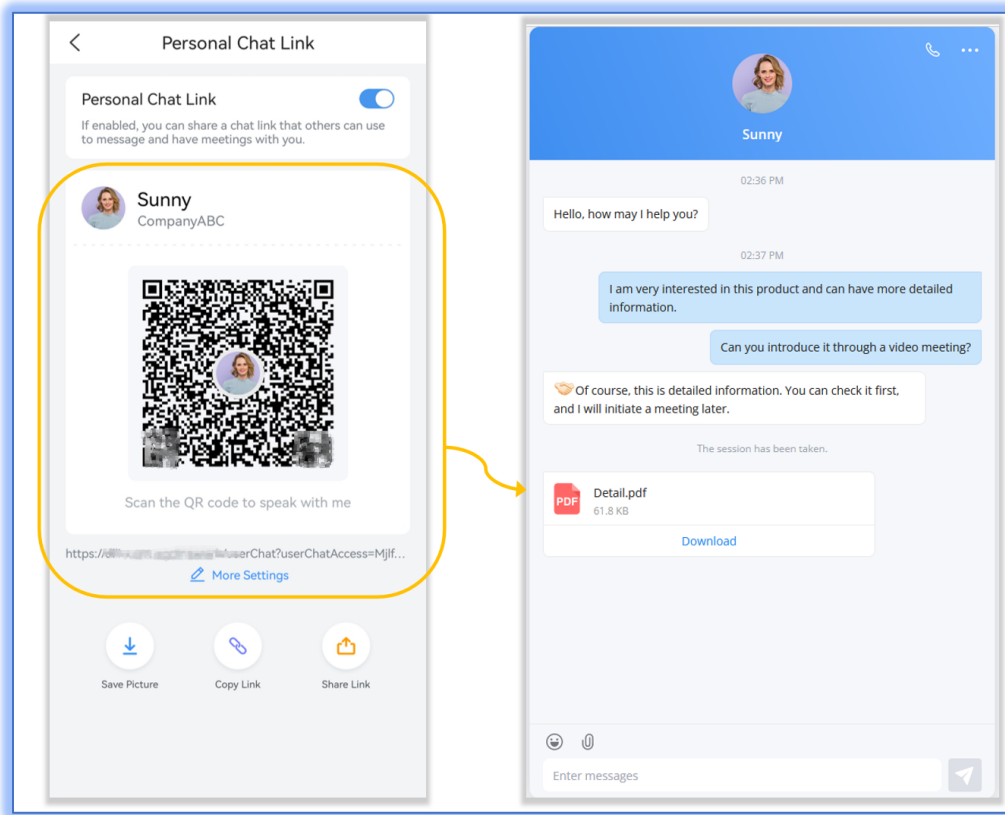 Personal Chat Link
Personal Chat Link
If enabled, you can share a chat link that others can use
to message and have meetings with you.
Sunny
CompanyABC
Scan the QR code to speak with me
https://
erChat?userChatAccess=Mjlf...
More Settings
Save Picture
Copy Link
Share Link
Sunny
02:36 PM
Hello, how may I help you?
02:37 PM
I am very interested in this product and can have more detailed
information.
Can you introduce it through a video meeting?
Of course, this is detailed information. You can check it first,
and I will initiate a meeting later.
The session has been taken.
PDF
Detail.pdf
61.8 KB
Download
Enter messages